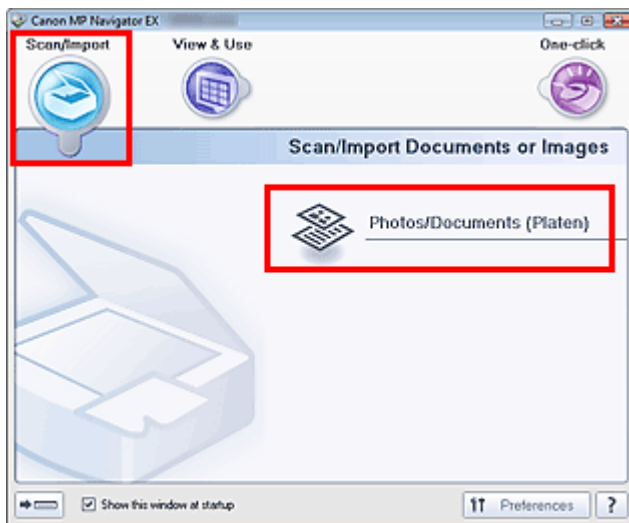 Canon MP Navigator EX
Scan/Import View & Use One-click
Scan/Import Documents or Images
Photos/Documents (Platen)
Show this window at startup Preferences ?